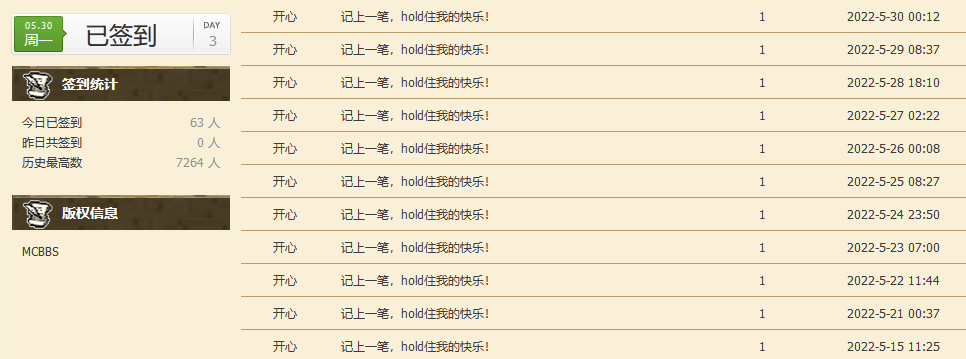 05.30
周一
已签到
DAY
3
签到统计
今日已签到 63 人
昨日共签到 0 人
历史最高数 7264 人
版权信息
MCBBS
开心 记上一笔，hold住我的快乐！ 1 2022-5-30 00:12
开心 记上一笔，hold住我的快乐！ 1 2022-5-29 08:37
开心 记上一笔，hold住我的快乐！ 1 2022-5-28 18:10
开心 记上一笔，hold住我的快乐！ 1 2022-5-27 02:22
开心 记上一笔，hold住我的快乐！ 1 2022-5-26 00:08
开心 记上一笔，hold住我的快乐！ 1 2022-5-25 08:27
开心 记上一笔，hold住我的快乐！ 1 2022-5-24 23:50
开心 记上一笔，hold住我的快乐！ 1 2022-5-23 07:00
开心 记上一笔，hold住我的快乐！ 1 2022-5-22 11:44
开心 记上一笔，hold住我的快乐！ 1 2022-5-21 00:37
开心 记上一笔，hold住我的快乐！ 1 2022-5-15 11:25